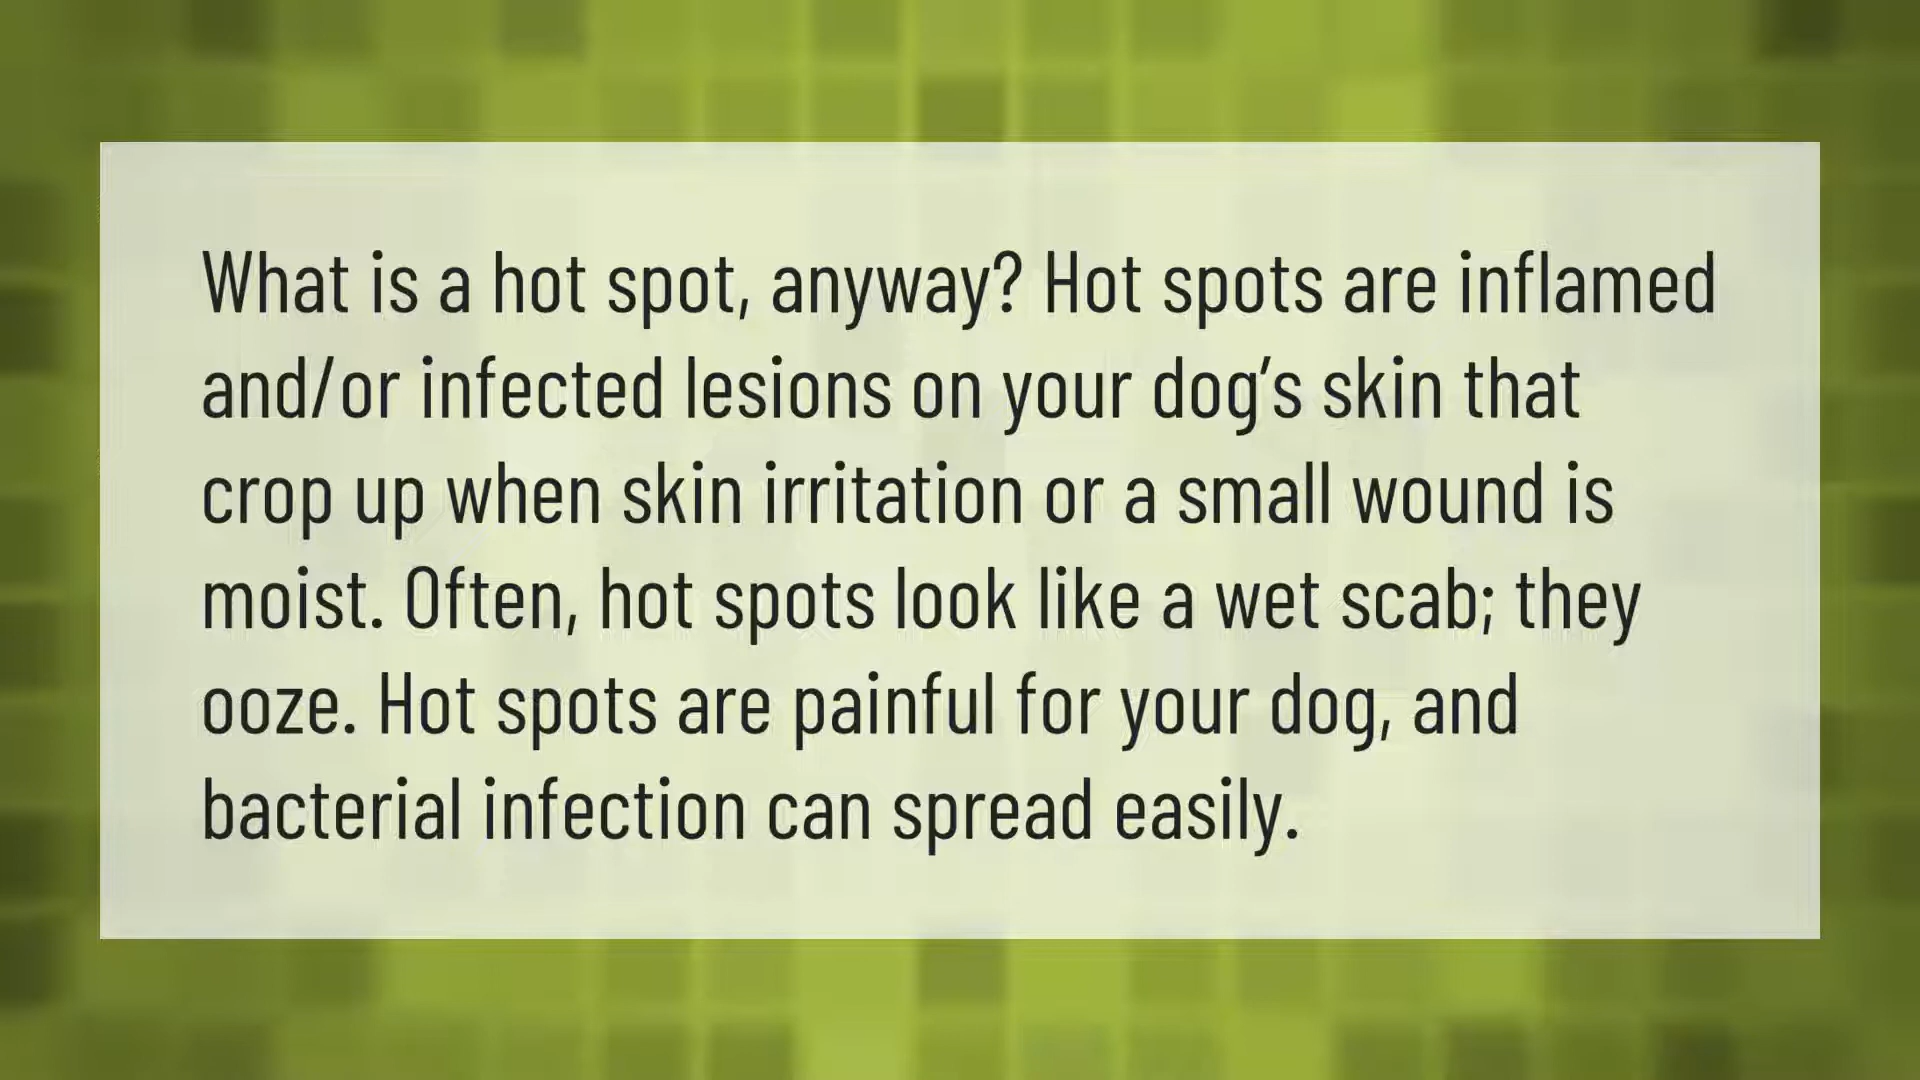 What is a hot spot, anyway? Hot spots are inflamed
and/or infected lesions on your dog’s skin that
crop up when skin irritation or a small wound is
moist. Often, hot spots look like a wet scab; they
ooze. Hot spots are painful for your dog, and
bacterial infection can spread easily.